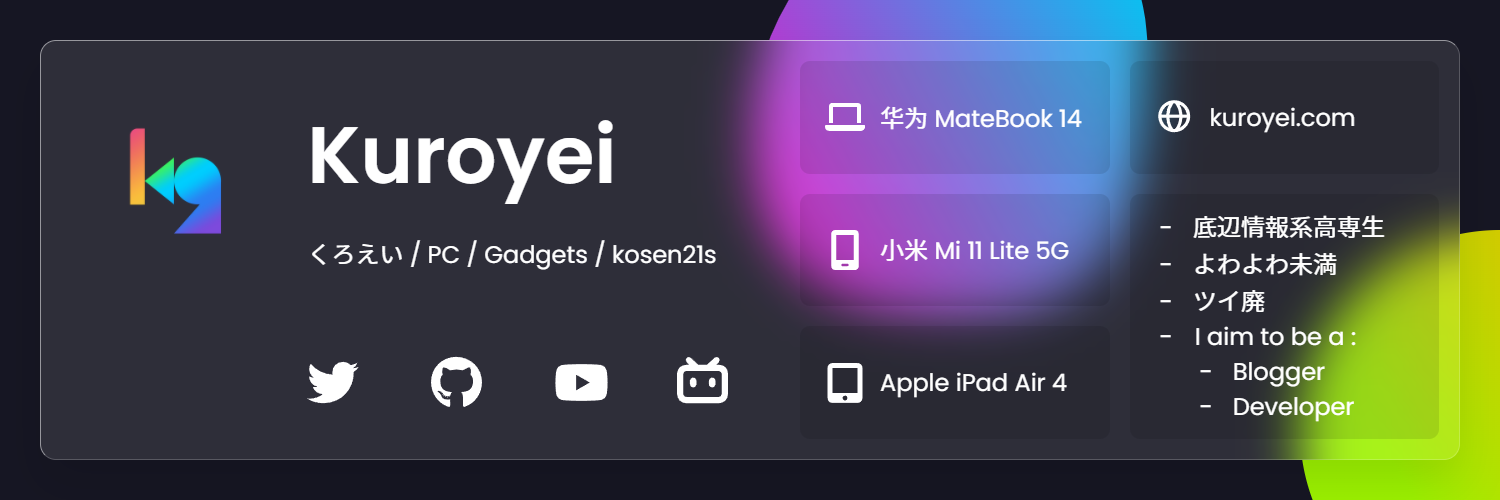 Kuroyei
くろえい / PC / Gadgets / kosen21s
华为 MateBook 14
小米 Mi 11 Lite 5G
Apple iPad Air 4
kuroyei.com
- 底辺情報系高専生
- よわよわ未満
- ツイ廃
- I aim to be a :
- Blogger
- Developer